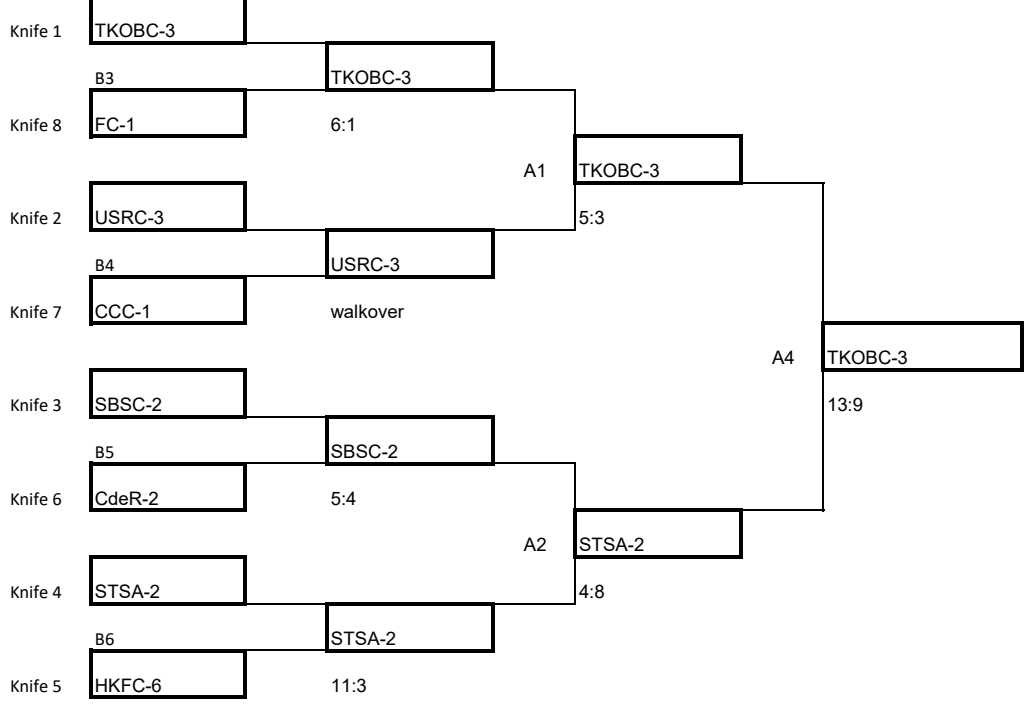 Knife 1 TKOBC-3
B3 TKOBC-3
Knife 8 FC-1 6:1
A1 TKOBC-3
Knife 2 USRC-3 5:3
B4 USRC-3
Knife 7 CCC-1 walkover
A4 TKOBC-3
Knife 3 SBSC-2 13:9
B5 SBSC-2
Knife 6 CdeR-2 5:4
A2 STSA-2
Knife 4 STSA-2 4:8
B6 STSA-2
Knife 5 HKFC-6 11:3